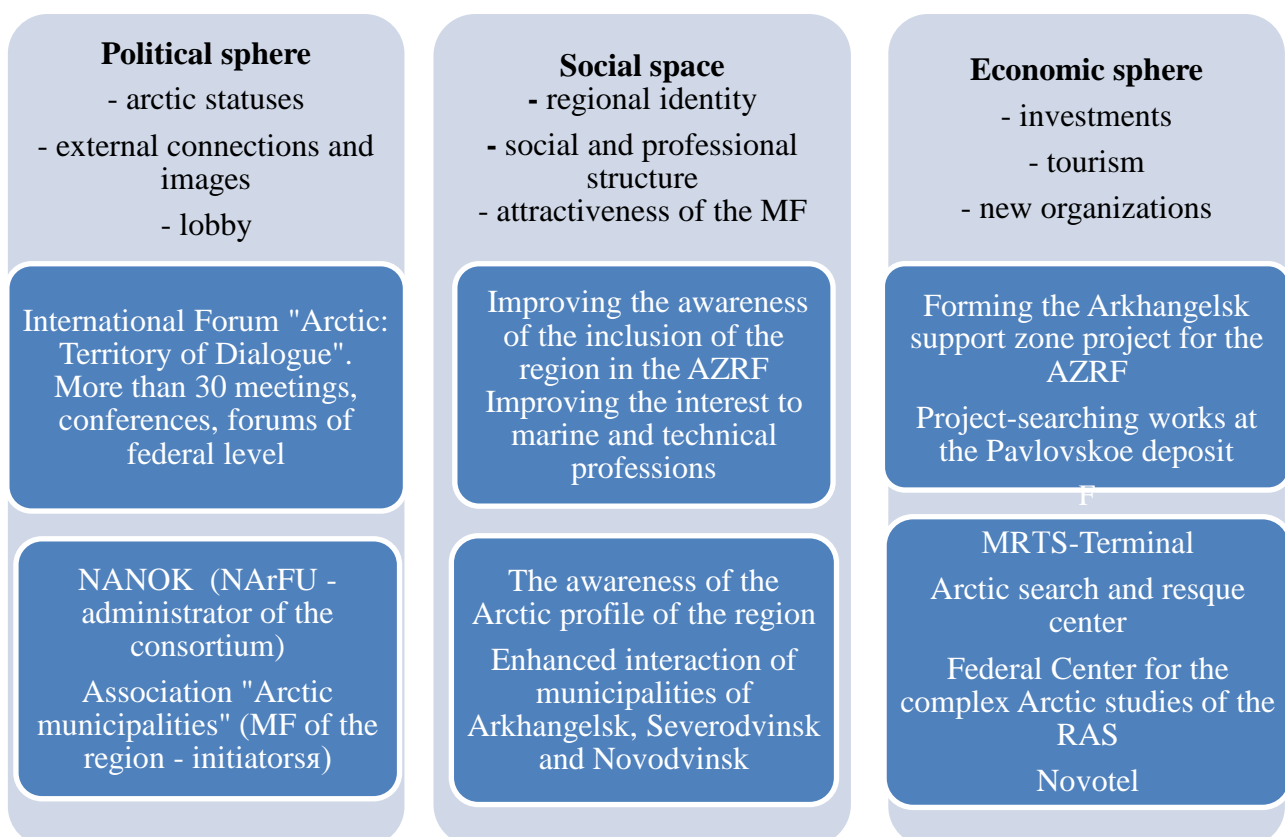 Political sphere
- arctic statuses
- external connections and
images
- lobby
International Forum "Arctic:
Territory of Dialogue".
More than 30 meetings,
conferences, forums of
federal level
NANOK (NArFU -
administrator of the
consortium)
Association "Arctic
municipalities" (MF of the
region - initiatorsя)
Social space
- regional identity
- social and professional
structure
- attractiveness of the MF
Improving the awareness
of the inclusion of the
region in the AZRF
Improving the interest to
marine and technical
professions
The awareness of the
Arctic profile of the region
Enhanced interaction of
municipalities of
Arkhangelsk, Severodvinsk
and Novodvinsk
Economic sphere
- investments
- tourism
- new organizations
Forming the Arkhangelsk
support zone project for the
AZRF
Project-searching works at
the Pavlovskoe deposit
F
MRTS-Terminal
Arctic search and resque
center
Federal Center for the
complex Arctic studies of the
RAS
Novotel